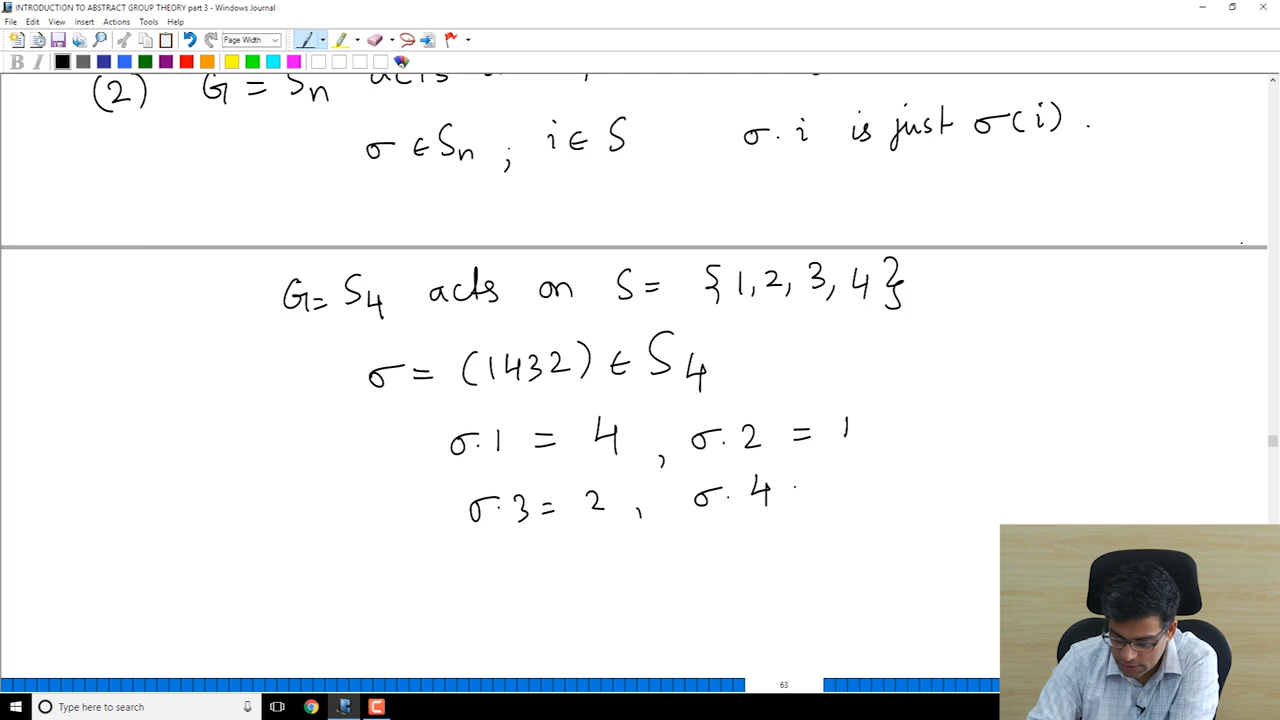 INTRODUCTION TO ABSTRACT GROUP THEORY part 3 - Windows Journal
File Edit View Insert Actions Tools Help
Page Width
B I
(2) G = Sn acts
σ ∈ Sn ; i ∈ S σ. i is just σ(i) .
G= S4 acts on S = {1, 2, 3, 4}
σ = (1432) ∈ S4
σ.1 = 4 , σ.2 = 1
σ.3 = 2 , σ. 4
63
Type here to search